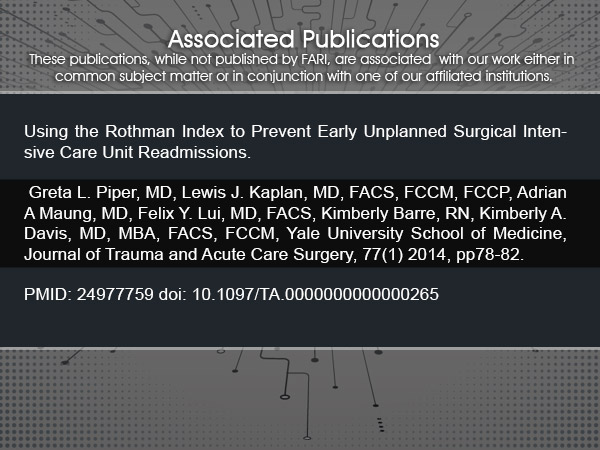 Associated Publications
These publications, while not published by FARI, are associated with our work either in
common subject matter or in conjunction with one of our affiliated institutions.
Using the Rothman Index to Prevent Early Unplanned Surgical Inten-
sive Care Unit Readmissions.
Greta L. Piper, MD, Lewis J. Kaplan, MD, FACS, FCCM, FCCP, Adrian
A Maung, MD, Felix Y. Lui, MD, FACS, Kimberly Barre, RN, Kimberly A.
Davis, MD, MBA, FACS, FCCM, Yale University School of Medicine,
Journal of Trauma and Acute Care Surgery, 77(1) 2014, pp78-82.
PMID: 24977759 doi: 10.1097/TA.0000000000000265